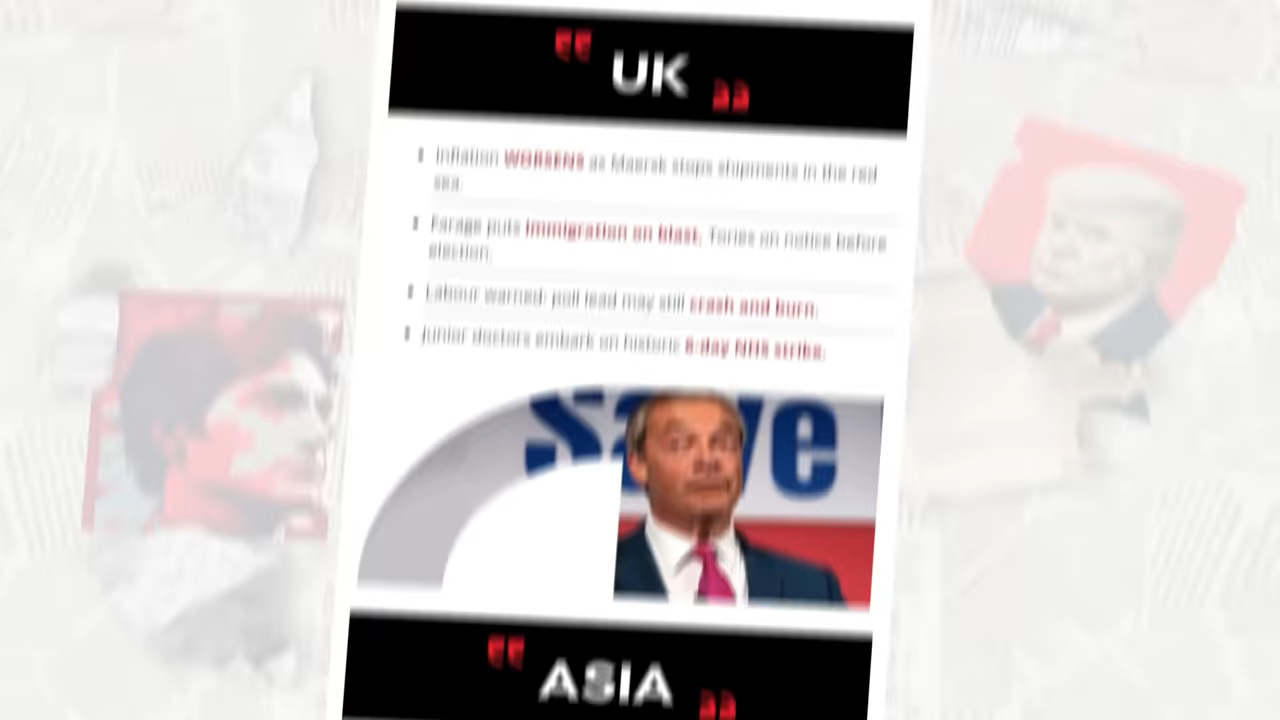 UK
Inflation WORSENS as Maersk stops shipments in the red
sea.
Farage puts immigration on blast. Tories on notice before
election.
Labour warned: poll lead may still crash and burn.
Junior doctors embark on historic 6-day NHS strike.
Save
ASIA